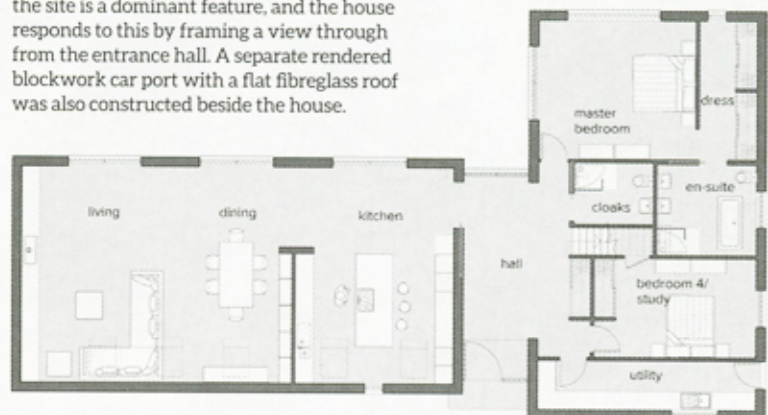 the site is a dominant feature, and the house
responds to this by framing a view through
from the entrance hall. A separate rendered
blockwork car port with a flat fibreglass roof
was also constructed beside the house.
dress
master
bedroom
en-suite
cloaks
living
dining
kitchen
hall
bedroom 4/
study
utility